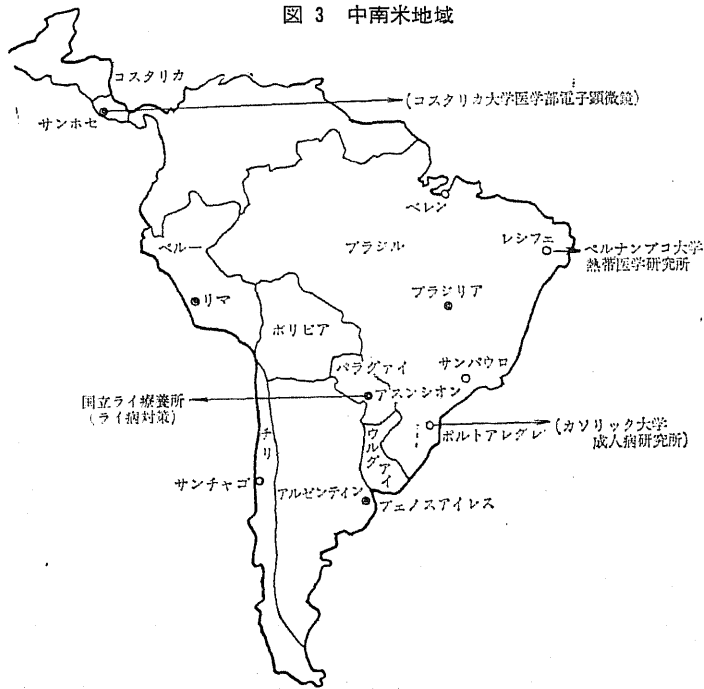 図 3 中南米地域
コスタリカ
(コスタリカ大学医学部電子顕微鏡)
サンホセ
ベレン
ペルー
ブラジル
レシフェ
ペルナンブコ大学
熱帯医学研究所
リマ
ブラジリア
ボリビア
サンパウロ
パラグァイ
アスンシオン
国立ライ療養所
(ライ病対策)
チリ
ウルグァイ
ポルトアレグレ
(カソリック大学
成人病研究所)
サンチャゴ
アルゼンティン
ブェノスアイレス